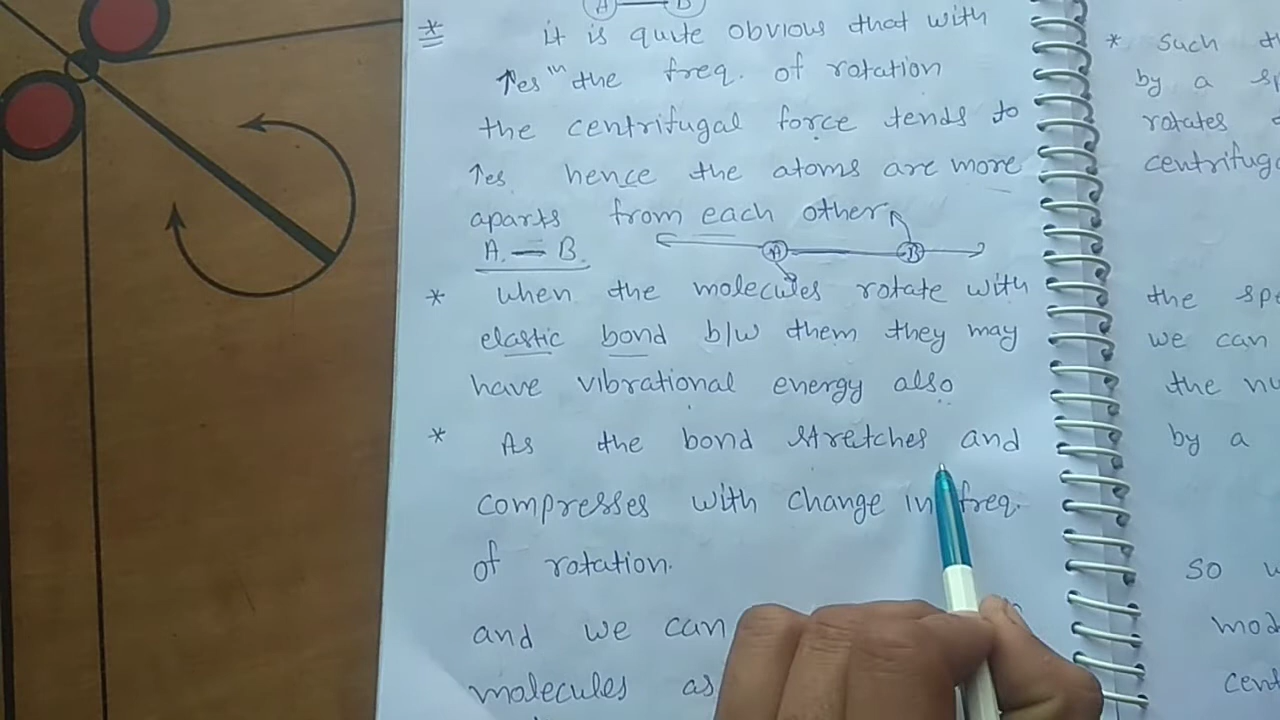 A B
* it is quite obvious that with
↑es in the freq. of rotation
the centrifugal force tends to
↑es hence the atoms are more
aparts from each other
A — B.
A B
* when the molecules rotate with
elastic bond b/w them they may
have vibrational energy also
* As the bond stretches and
compresses with change in freq.
of rotation.
and we can
molecules as
* Such
by a
rotates
the
we can
the
by a
so